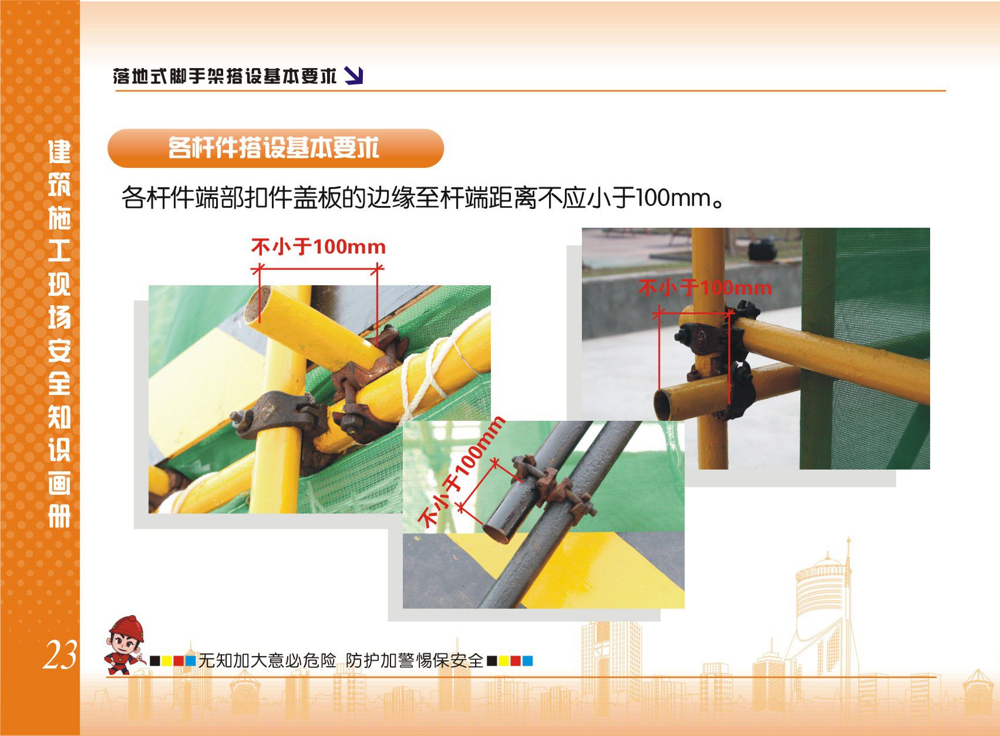 落地式脚手架搭设基本要求
各杆件搭设基本要求
各杆件端部扣件盖板的边缘至杆端距离不应小于100mm。
不小于100mm
不小于100mm
不小于100mm
建筑施工现场安全知识画册
23
无知加大意必危险 防护加警惕保安全